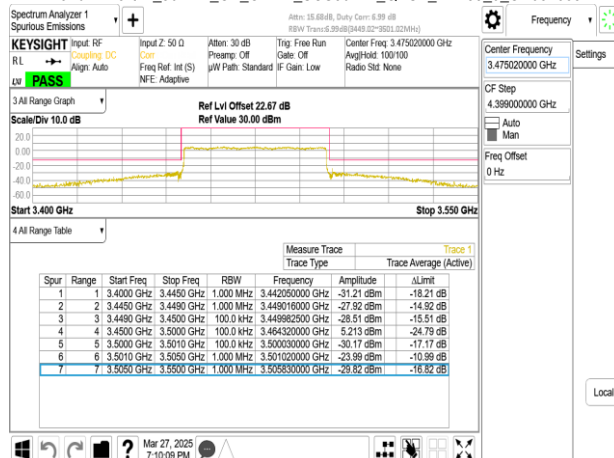 Spectrum Analyzer 1
Spurious Emissions
Attn: 15.68dB, Duty Corr: 6.99 dB
RBW Trans:6.99dB(3449.02~3501.02MHz)
Frequency
KEYSIGHT Input: RF Input Z: 50 Ω Atten: 30 dB Trig: Free Run Center Freq: 3.475020000 GHz
RL Coupling: DC Corr Preamp: Off Gate: Off Avg|Hold: 100/100
Align: Auto Freq Ref: Int (S) µW Path: Standard IF Gain: Low Radio Std: None
NFE: Adaptive
PASS
Center Frequency
3.475020000 GHz
Settings
CF Step
4.399000000 GHz
Auto
Man
Freq Offset
0 Hz
3 All Range Graph
Ref Lvl Offset 22.67 dB
Scale/Div 10.0 dB Ref Value 30.00 dBm
20.0
0.00
-20.0
-40.0
-60.0
Start 3.400 GHz Stop 3.550 GHz
4 All Range Table
Measure Trace Trace 1
Trace Type Trace Average (Active)
Spur Range Start Freq Stop Freq RBW Frequency Amplitude ΔLimit
1 1 3.4000 GHz 3.4450 GHz 1.000 MHz 3.442050000 GHz -31.21 dBm -18.21 dB
2 2 3.4450 GHz 3.4490 GHz 1.000 MHz 3.449016000 GHz -27.92 dBm -14.92 dB
3 3 3.4490 GHz 3.4500 GHz 100.0 kHz 3.449982500 GHz -28.51 dBm -15.51 dB
4 4 3.4500 GHz 3.5000 GHz 100.0 kHz 3.464320000 GHz 5.213 dBm -24.79 dB
5 5 3.5000 GHz 3.5010 GHz 100.0 kHz 3.500030000 GHz -30.17 dBm -17.17 dB
6 6 3.5010 GHz 3.5050 GHz 1.000 MHz 3.501020000 GHz -23.99 dBm -10.99 dB
7 7 3.5050 GHz 3.5500 GHz 1.000 MHz 3.505830000 GHz -29.82 dBm -16.82 dB
Local
Mar 27, 2025
7:10:09 PM